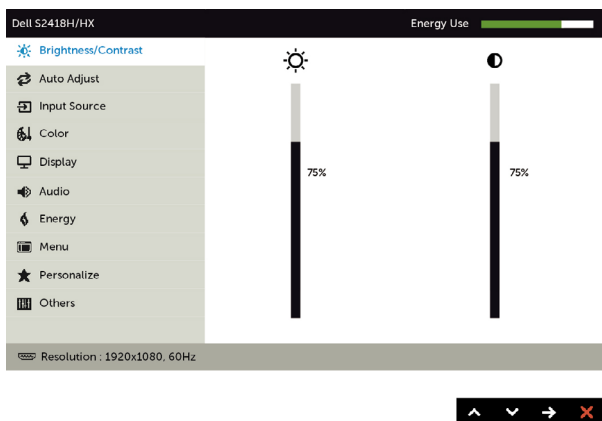 Dell S2418H/HX
Energy Use
Brightness/Contrast
Auto Adjust
Input Source
Color
Display
Audio
Energy
Menu
Personalize
Others
75%
75%
Resolution : 1920x1080, 60Hz